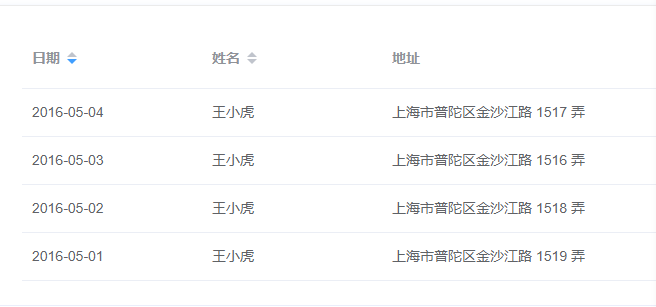 日期 姓名 地址
2016-05-04 王小虎 上海市普陀区金沙江路 1517 弄
2016-05-03 王小虎 上海市普陀区金沙江路 1516 弄
2016-05-02 王小虎 上海市普陀区金沙江路 1518 弄
2016-05-01 王小虎 上海市普陀区金沙江路 1519 弄